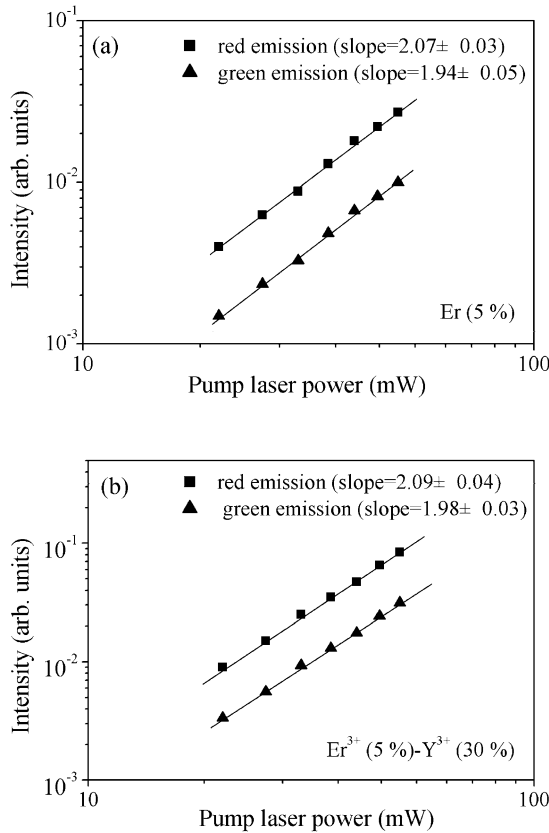 (a)
red emission (slope=2.07± 0.03)
green emission (slope=1.94± 0.05)
10⁻¹
10⁻²
10⁻³
Intensity (arb. units)
Er (5 %)
10
100
Pump laser power (mW)
(b)
red emission (slope=2.09± 0.04)
green emission (slope=1.98± 0.03)
10⁻¹
10⁻²
10⁻³
Intensity (arb. units)
Er³⁺ (5 %)-Y³⁺ (30 %)
10
100
Pump laser power (mW)